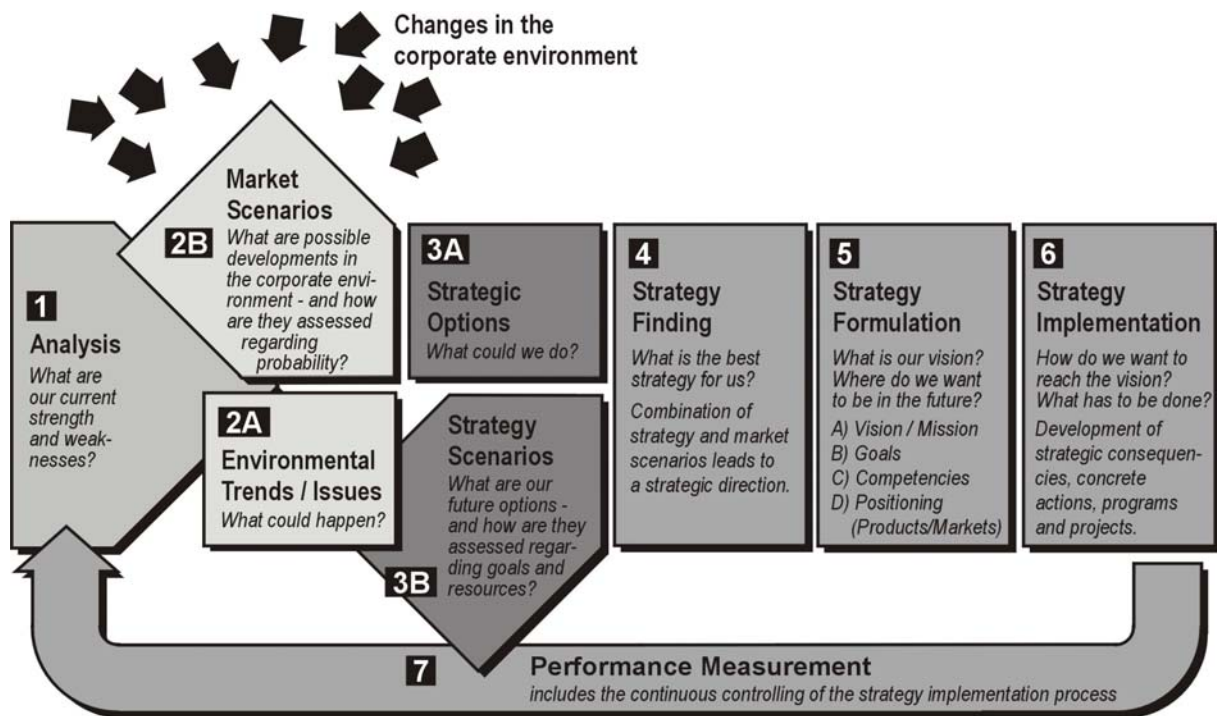 Changes in the
corporate environment
1
Analysis
What are
our current
strength
and weak-
nesses?
2B
Market
Scenarios
What are possible
developments in
the corporate envi-
ronment - and how
are they assessed
regarding
probability?
2A
Environmental
Trends / Issues
What could happen?
3A
Strategic
Options
What could we do?
3B
Strategy
Scenarios
What are our
future options -
and how are they
assessed regar-
ding goals and
resources?
4
Strategy
Finding
What is the best
strategy for us?
Combination of
strategy and market
scenarios leads to
a strategic direction.
5
Strategy
Formulation
What is our vision?
Where do we want
to be in the future?
A) Vision / Mission
B) Goals
C) Competencies
D) Positioning
(Products/Markets)
6
Strategy
Implementation
How do we want to
reach the vision?
What has to be done?
Development of
strategic consequen-
cies, concrete
actions, programs
and projects.
7
Performance Measurement
includes the continuous controlling of the strategy implementation process